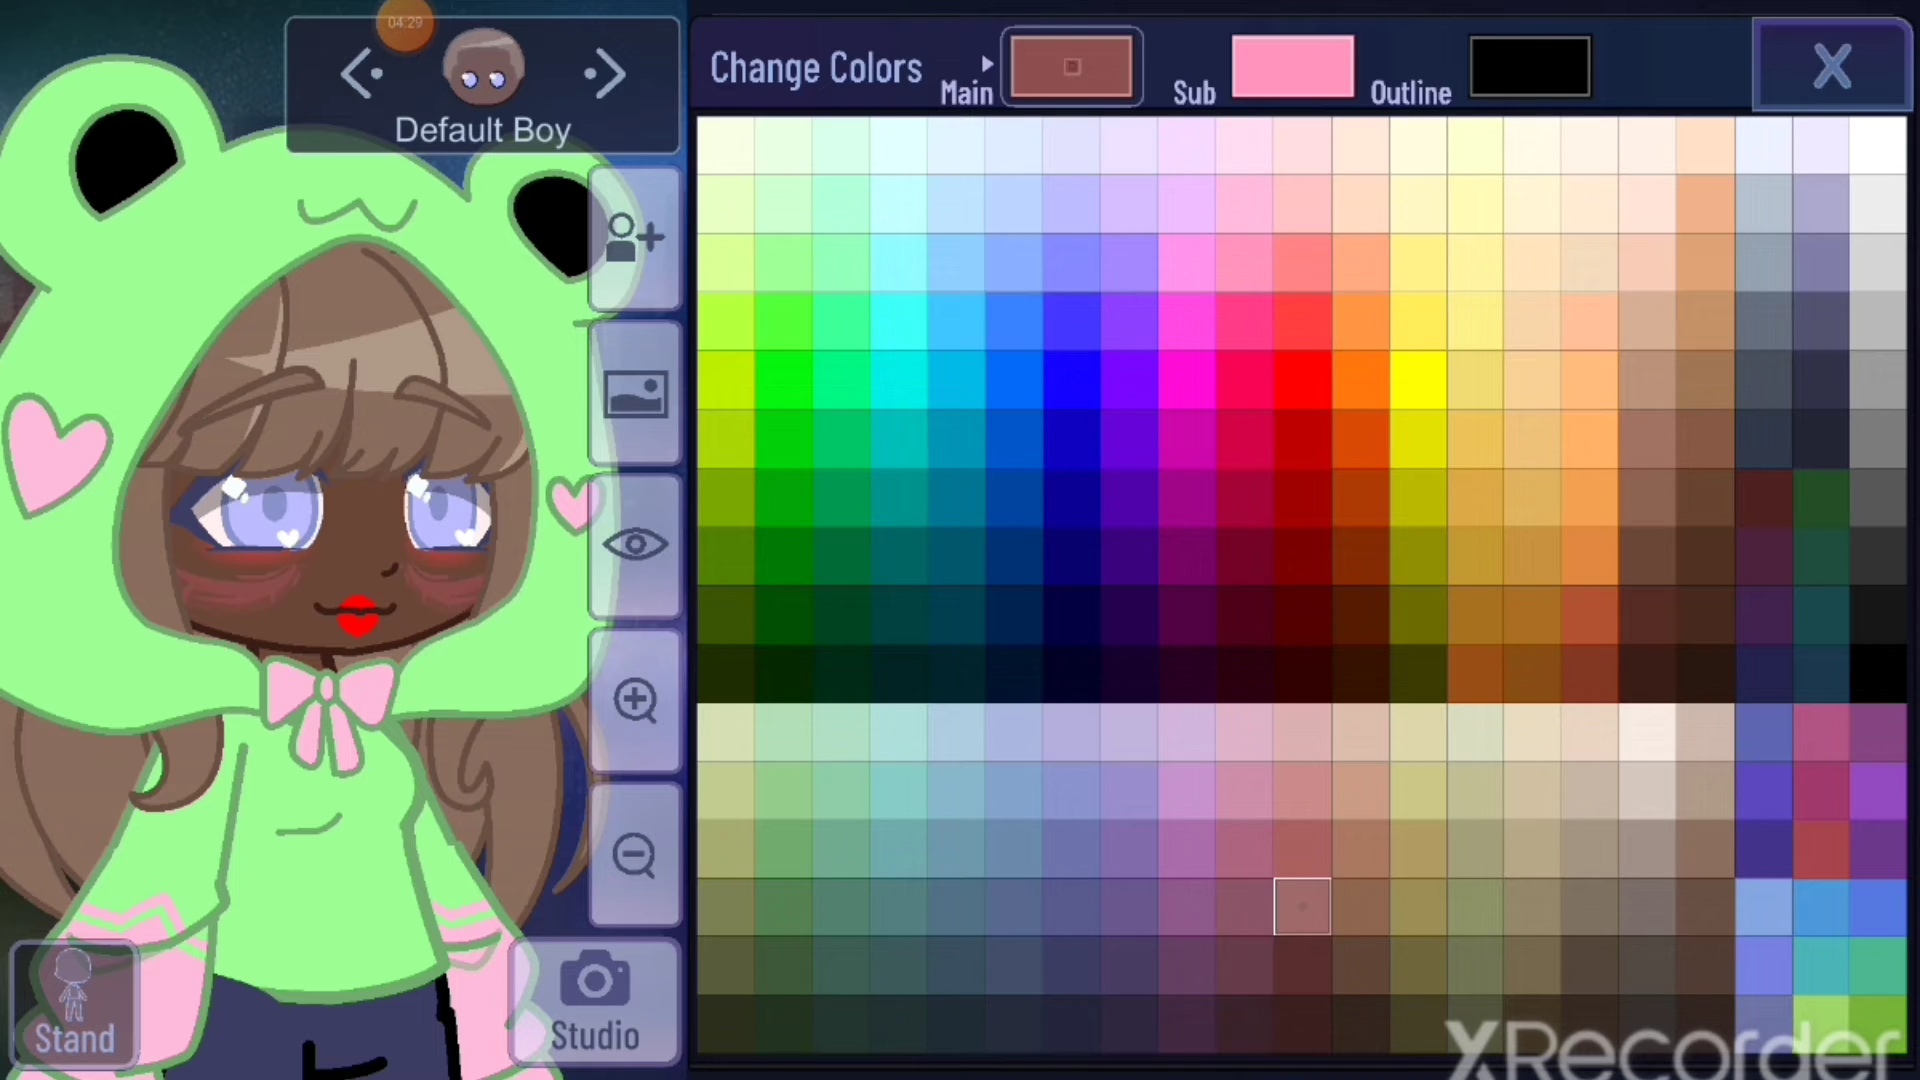 04:29
Default Boy
Change Colors
Main
Sub
Outline
X
Stand
Studio
XRecorder